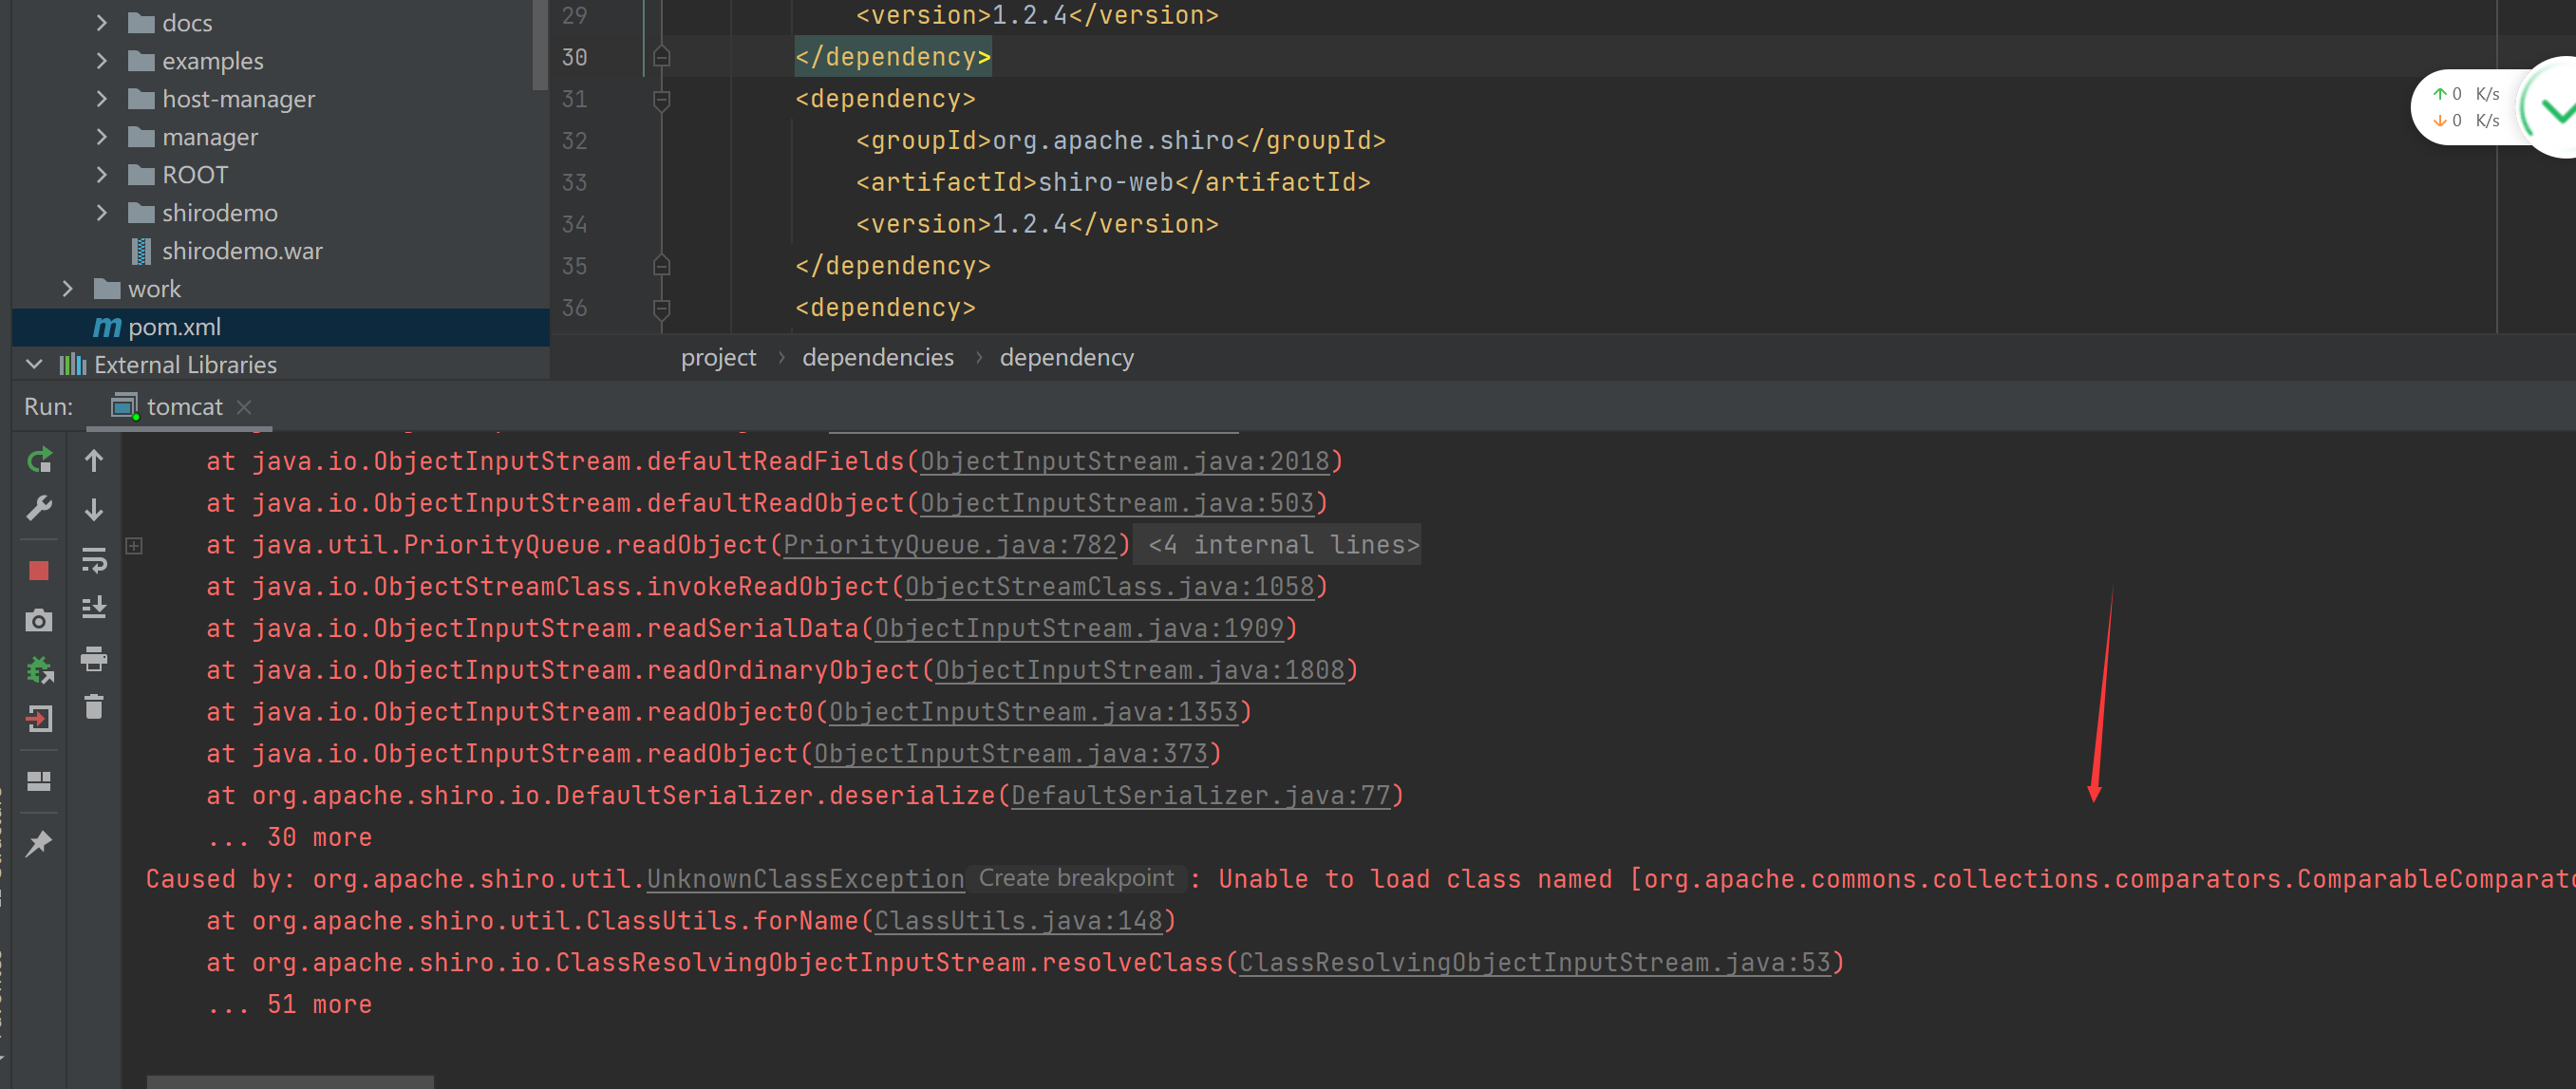 docs
examples
host-manager
manager
ROOT
shirodemo
shirodemo.war
work
pom.xml
External Libraries
29 <version>1.2.4</version>
30 </dependency>
31 <dependency>
32 <groupId>org.apache.shiro</groupId>
33 <artifactId>shiro-web</artifactId>
34 <version>1.2.4</version>
35 </dependency>
36 <dependency>
project › dependencies › dependency
↑ 0 K/s
↓ 0 K/s
Run: tomcat
at java.io.ObjectInputStream.defaultReadFields(ObjectInputStream.java:2018)
at java.io.ObjectInputStream.defaultReadObject(ObjectInputStream.java:503)
at java.util.PriorityQueue.readObject(PriorityQueue.java:782) <4 internal lines>
at java.io.ObjectStreamClass.invokeReadObject(ObjectStreamClass.java:1058)
at java.io.ObjectInputStream.readSerialData(ObjectInputStream.java:1909)
at java.io.ObjectInputStream.readOrdinaryObject(ObjectInputStream.java:1808)
at java.io.ObjectInputStream.readObject0(ObjectInputStream.java:1353)
at java.io.ObjectInputStream.readObject(ObjectInputStream.java:373)
at org.apache.shiro.io.DefaultSerializer.deserialize(DefaultSerializer.java:77)
... 30 more
Caused by: org.apache.shiro.util.UnknownClassException Create breakpoint : Unable to load class named [org.apache.commons.collections.comparators.ComparableComparat
at org.apache.shiro.util.ClassUtils.forName(ClassUtils.java:148)
at org.apache.shiro.io.ClassResolvingObjectInputStream.resolveClass(ClassResolvingObjectInputStream.java:53)
... 51 more